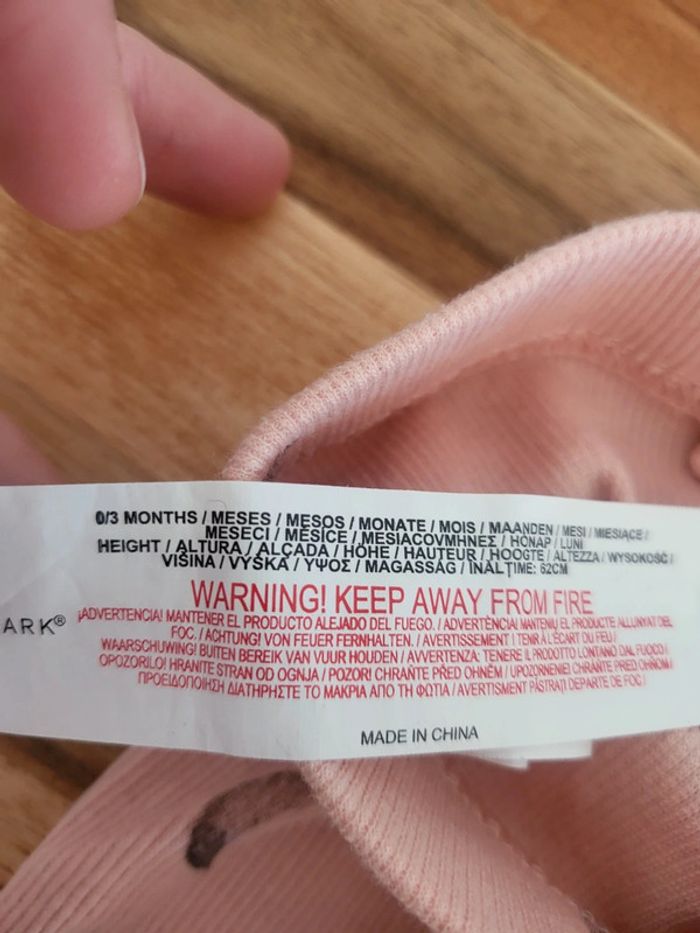 0/3 MONTHS / MESES / MESOS / MONATE / MOIS / MAANDEN / MESI / MIESIĄCE /
MESECI / MĚSÍCE / MESIACOVΜΗΝΕΣ / HÓNAP / LUNI
HEIGHT / ALTURA / ALÇADA / HÖHE / HAUTEUR / HOOGTE / ALTEZZA / WYSOKOŚĆ /
VIŠINA / VÝŠKA / ΥΨΟΣ / MAGASSÁG / ÎNĂLŢIME: 62CM
WARNING! KEEP AWAY FROM FIRE
¡ADVERTENCIA! MANTENER EL PRODUCTO ALEJADO DEL FUEGO. / ADVERTÈNCIA! MANTENIU EL PRODUCTE ALLUNYAT DEL
FOC. / ACHTUNG! VON FEUER FERNHALTEN. / AVERTISSEMENT ! TENIR À L'ÉCART DU FEU /
ARK®
WAARSCHUWING! BUITEN BEREIK VAN VUUR HOUDEN / AVVERTENZA: TENERE IL PRODOTTO LONTANO DAL FUOCO /
OPOZORILO! HRANITE STRAN OD OGNJA / POZOR! CHRAŇTE PŘED OHNĚM / UPOZORNENIE! CHRÁŇTE PRED OHŇOM /
ΠΡΟΕΙΔΟΠΟΙΗΣΗ ΔΙΑΤΗΡΗΣΤΕ ΤΟ ΜΑΚΡΙΑ ΑΠΟ ΤΗ ΦΩΤΙΑ / AVERTISMENT PĂSTRAŢI DEPARTE DE FOC /
MADE IN CHINA